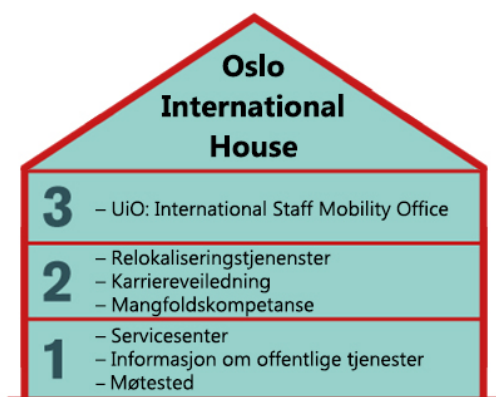 Oslo
International
House
3
– UiO: International Staff Mobility Office
2
– Relokaliseringstjenenster
– Karriereveiledning
– Mangfoldskompetanse
1
– Servicesenter
– Informasjon om offentlige tjenester
– Møtested